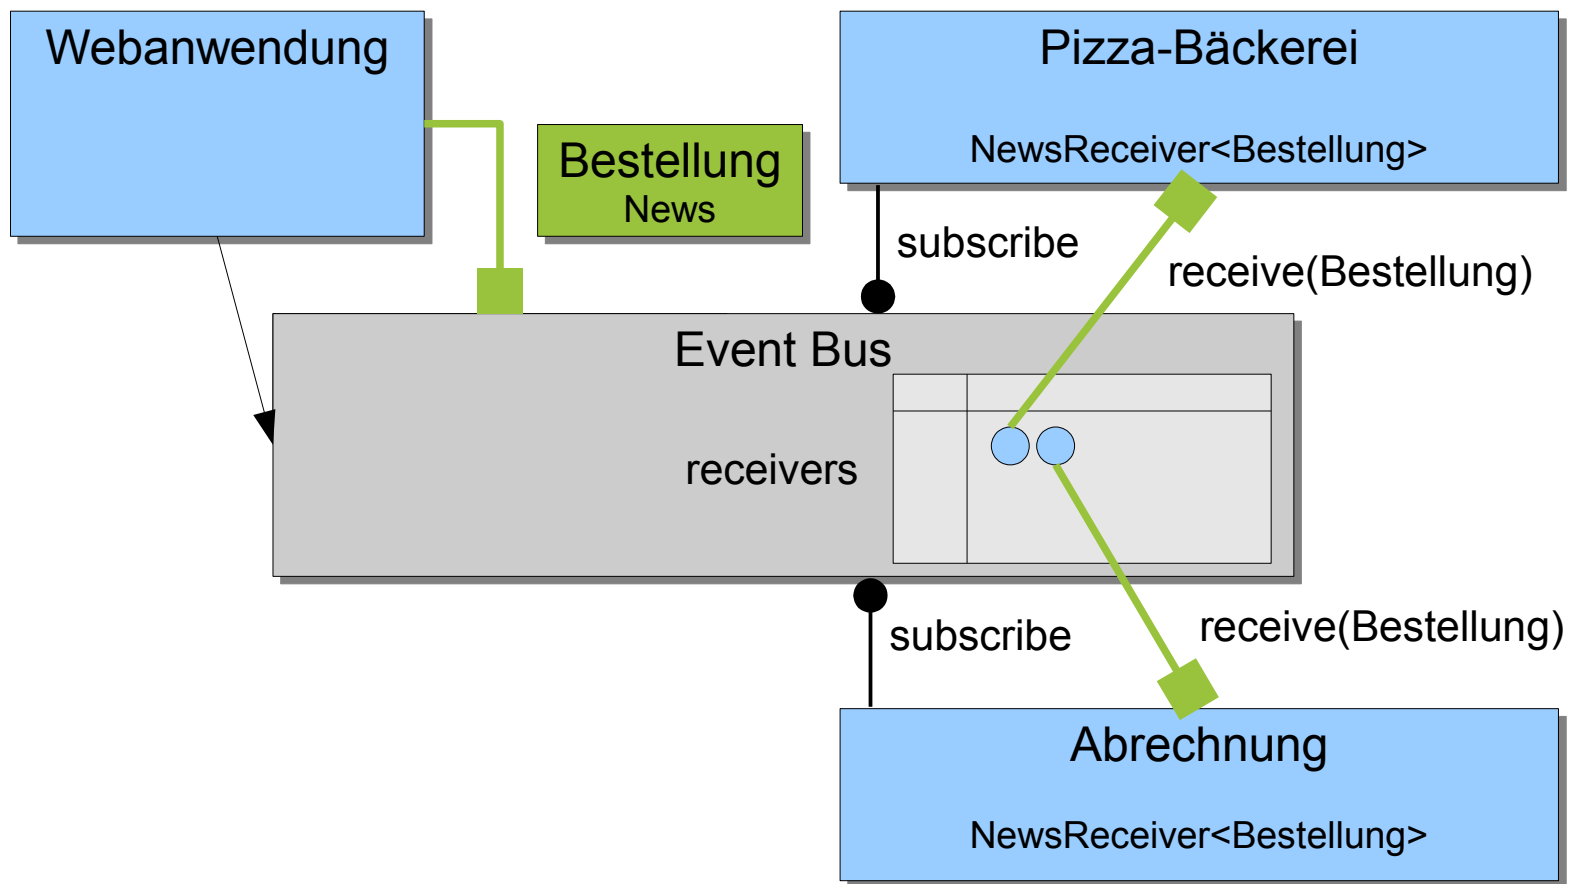 Webanwendung
Pizza-Bäckerei
NewsReceiver<Bestellung>
Bestellung
News
subscribe
receive(Bestellung)
Event Bus
receivers
subscribe
receive(Bestellung)
Abrechnung
NewsReceiver<Bestellung>